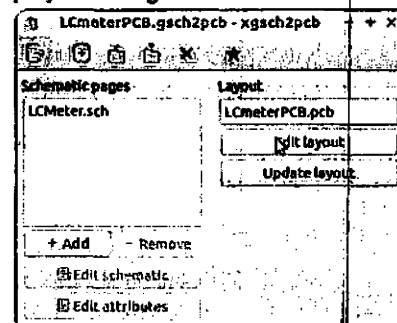 LCmeterPCB.gsch2pcb - xgsch2pcb
Schematic pages
LCMeter.sch
+ Add - Remove
Edit schematic
Edit attributes
Layout
LCmeterPCB.pcb
Edit layout
Update layout